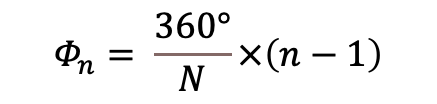 Φₙ = 360°/N ×(n − 1)